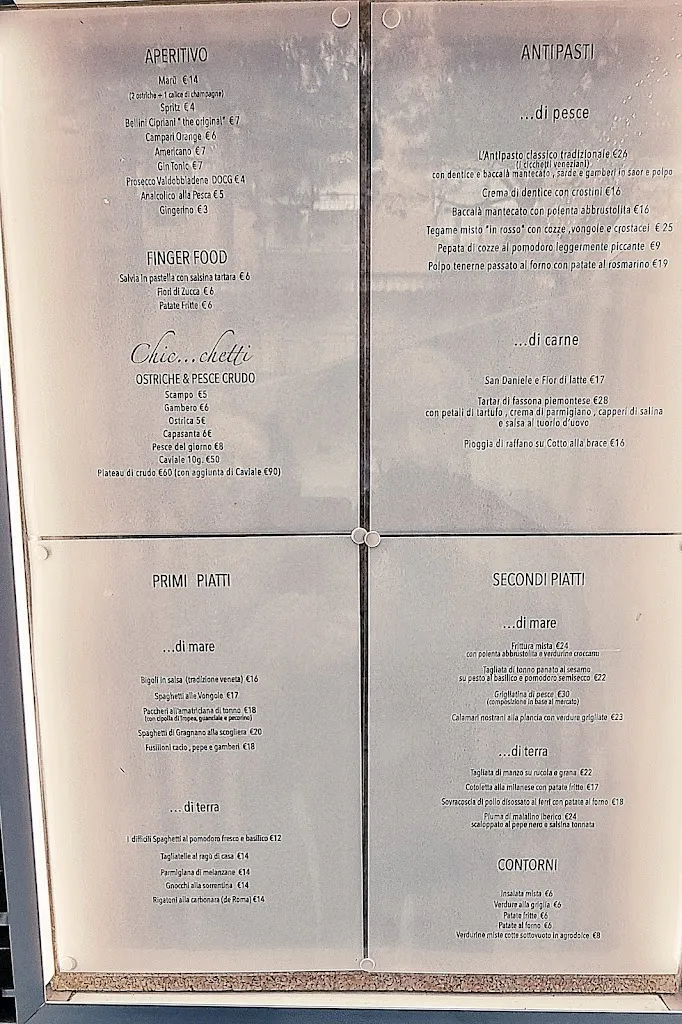 APERITIVO
Marù €14
(2 ostriche + 1 calice di champagne)
Spritz €4
Bellini Cipriani "the original" €7
Campari Orange €6
Americano €7
Gin Tonic €7
Prosecco Valdobbiadene DOCG €4
Analcolico alla Pesca €5
Gingerino €3
FINGER FOOD
Salvia in pastella con salsina tartara €6
Fiori di Zucca €6
Patate Fritte €6
Chic...chetti
OSTRICHE & PESCE CRUDO
Scampo €5
Gambero €6
Ostrica 5€
Capasanta 6€
Pesce del giorno €8
Caviale 10g. €50
Plateau di crudo €60 (con aggiunta di Caviale €90)
ANTIPASTI
...di pesce
L'Antipasto classico tradizionale €26
(I cicchetti veneziani)
con dentice e baccalà mantecato , sarde e gamberi in saor e polpo
Crema di dentice con crostini €16
Baccalà mantecato con polenta abbrustolita €16
Tegame misto "in rosso" con cozze ,vongole e crostacei € 25
Pepata di cozze al pomodoro leggermente piccante €9
Polpo tenerne passato al forno con patate al rosmarino €19
...di carne
San Daniele e Fior di latte €17
Tartar di fassona piemontese €28
con petali di tartufo , crema di parmigiano , capperi di salina
e salsa al tuorlo d'uovo
Pioggia di raffano su Cotto alla brace €16
PRIMI PIATTI
...di mare
Bigoli in salsa (tradizione veneta) €16
Spaghetti alle Vongole €17
Paccheri all'amatriciana di tonno €18
(con cipolla di Tropea, guanciale e pecorino)
Spaghetti di Gragnano alla scogliera €20
Fusilloni cacio , pepe e gamberi €18
...di terra
I difficili Spaghetti al pomodoro fresco e basilico €12
Tagliatelle al ragù di casa €14
Parmigiana di melanzane €14
Gnocchi alla sorrentina €14
Rigatoni alla carbonara (de Roma) €14
SECONDI PIATTI
...di mare
Frittura mista €24
con polenta abbrustolita e verdurine croccanti
Tagliata di tonno panato al sesamo
su pesto al basilico e pomodoro semisecco €22
Grigliatina di pesce €30
(composizione in base al mercato)
Calamari nostrani alla plancia con verdure grigliate €23
...di terra
Tagliata di manzo su rucola e grana €22
Cotoletta alla milanese con patate fritte €17
Sovracoscia di pollo disossato ai ferri con patate al forno €18
Pluma di maialino iberico €24
scaloppato al pepe nero e salsina tonnata
CONTORNI
Insalata mista €6
Verdure alla griglia €6
Patate fritte €6
Patate al forno €6
Verdurine miste cotte sottovuoto in agrodolce €8